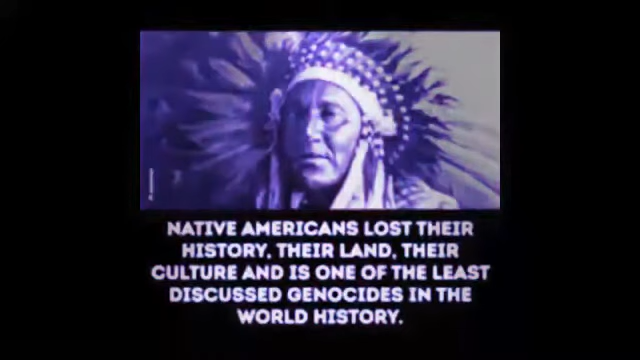 NATIVE AMERICANS LOST THEIR
HISTORY, THEIR LAND, THEIR
CULTURE AND IS ONE OF THE LEAST
DISCUSSED GENOCIDES IN THE
WORLD HISTORY.